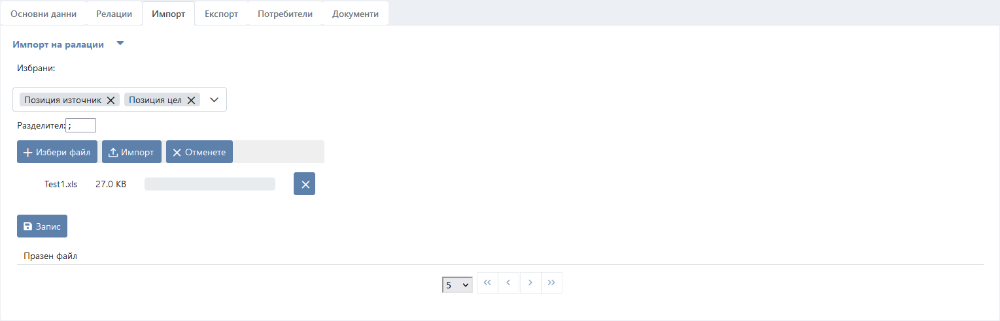 Основни данни Релации Импорт Експорт Потребители Документи
Импорт на ралации
Избрани:
Позиция източник Позиция цел
Разделител: ;
Избери файл Импорт Отменете
Test1.xls 27.0 KB
Запис
Празен файл
5